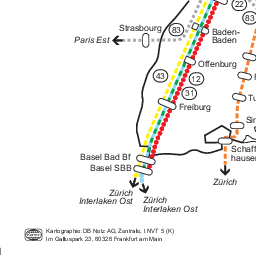 22
83
Strasbourg
83
Baden-
Baden
Paris Est
Offenburg
43
12
31
Freiburg
Basel Bad Bf
Basel SBB
Schaff
hausen
Zürich
Zürich
Interlaken Ost
Zürich
Interlaken Ost
Kartographie: DB Netz AG, Zentrale, I.NVT 5 (K)
Im Galluspark 23, 60326 Frankfurt am Main